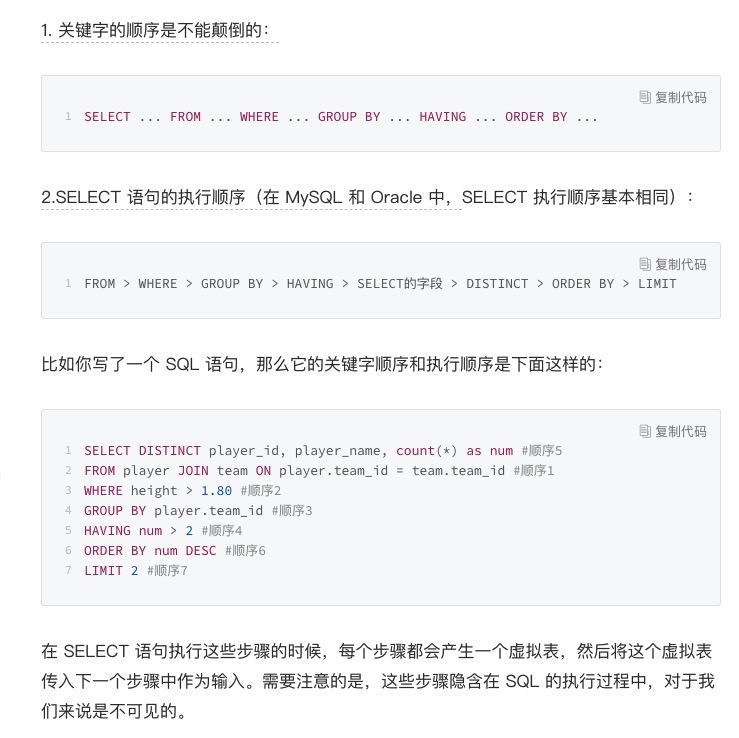 1. 关键字的顺序是不能颠倒的：
复制代码
1 SELECT ... FROM ... WHERE ... GROUP BY ... HAVING ... ORDER BY ...
2.SELECT 语句的执行顺序（在 MySQL 和 Oracle 中，SELECT 执行顺序基本相同）：
复制代码
1 FROM > WHERE > GROUP BY > HAVING > SELECT的字段 > DISTINCT > ORDER BY > LIMIT
比如你写了一个 SQL 语句，那么它的关键字顺序和执行顺序是下面这样的：
复制代码
1 SELECT DISTINCT player_id, player_name, count(*) as num #顺序5
2 FROM player JOIN team ON player.team_id = team.team_id #顺序1
3 WHERE height > 1.80 #顺序2
4 GROUP BY player.team_id #顺序3
5 HAVING num > 2 #顺序4
6 ORDER BY num DESC #顺序6
7 LIMIT 2 #顺序7
在 SELECT 语句执行这些步骤的时候，每个步骤都会产生一个虚拟表，然后将这个虚拟表
传入下一个步骤中作为输入。需要注意的是，这些步骤隐含在 SQL 的执行过程中，对于我
们来说是不可见的。